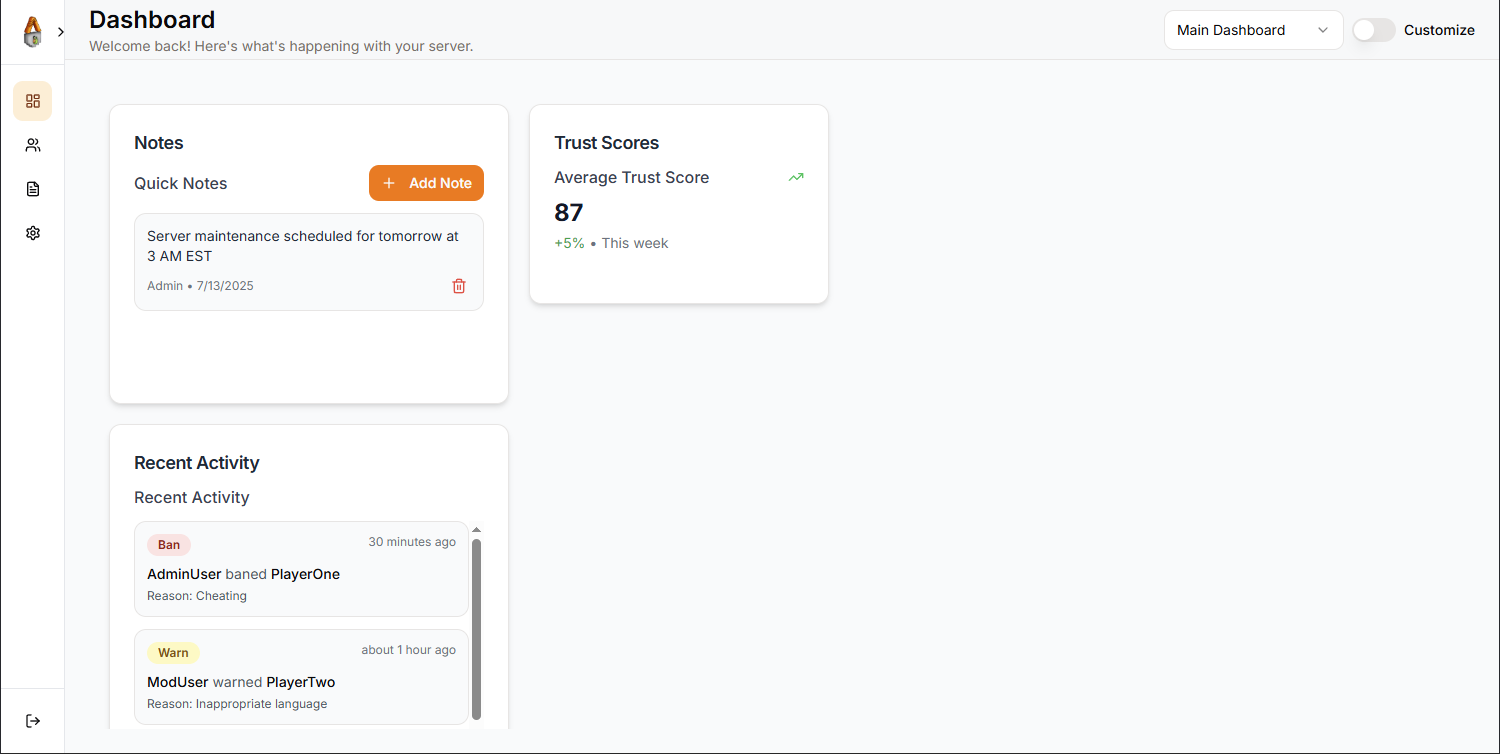 Dashboard
Welcome back! Here's what's happening with your server.
Main Dashboard
Customize
Notes
Quick Notes
Add Note
Server maintenance scheduled for tomorrow at
3 AM EST
Admin • 7/13/2025
Trust Scores
Average Trust Score
87
+5% • This week
Recent Activity
Recent Activity
Ban
30 minutes ago
AdminUser baned PlayerOne
Reason: Cheating
Warn
about 1 hour ago
ModUser warned PlayerTwo
Reason: Inappropriate language